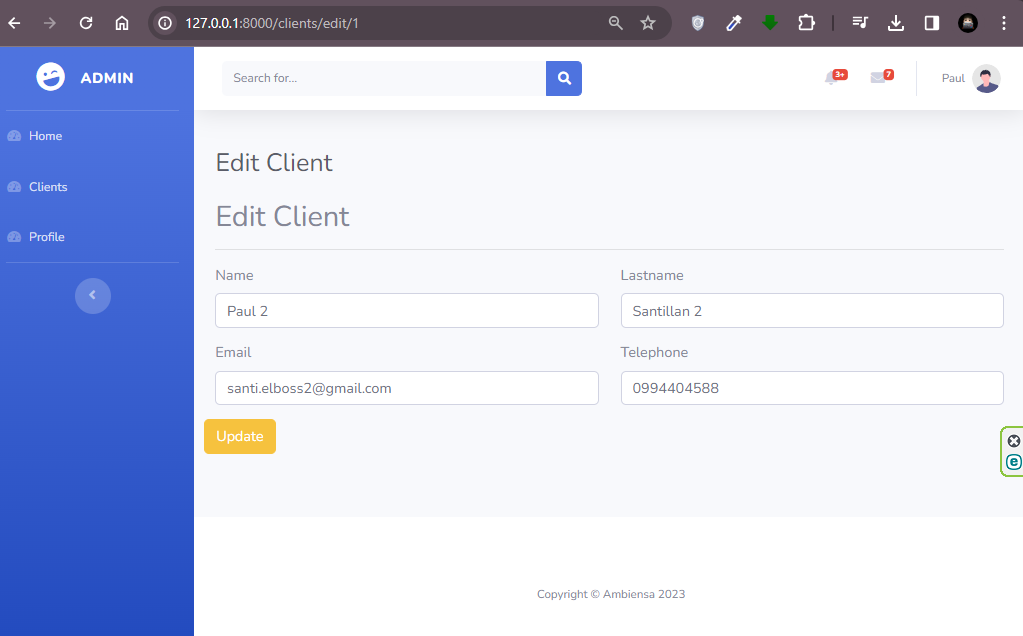 127.0.0.1:8000/clients/edit/1
ADMIN
Search for...
3+
7
Paul
Home
Clients
Profile
Edit Client
Edit Client
Name
Lastname
Paul 2
Santillan 2
Email
Telephone
santi.elboss2@gmail.com
0994404588
Update
e
Copyright © Ambiensa 2023